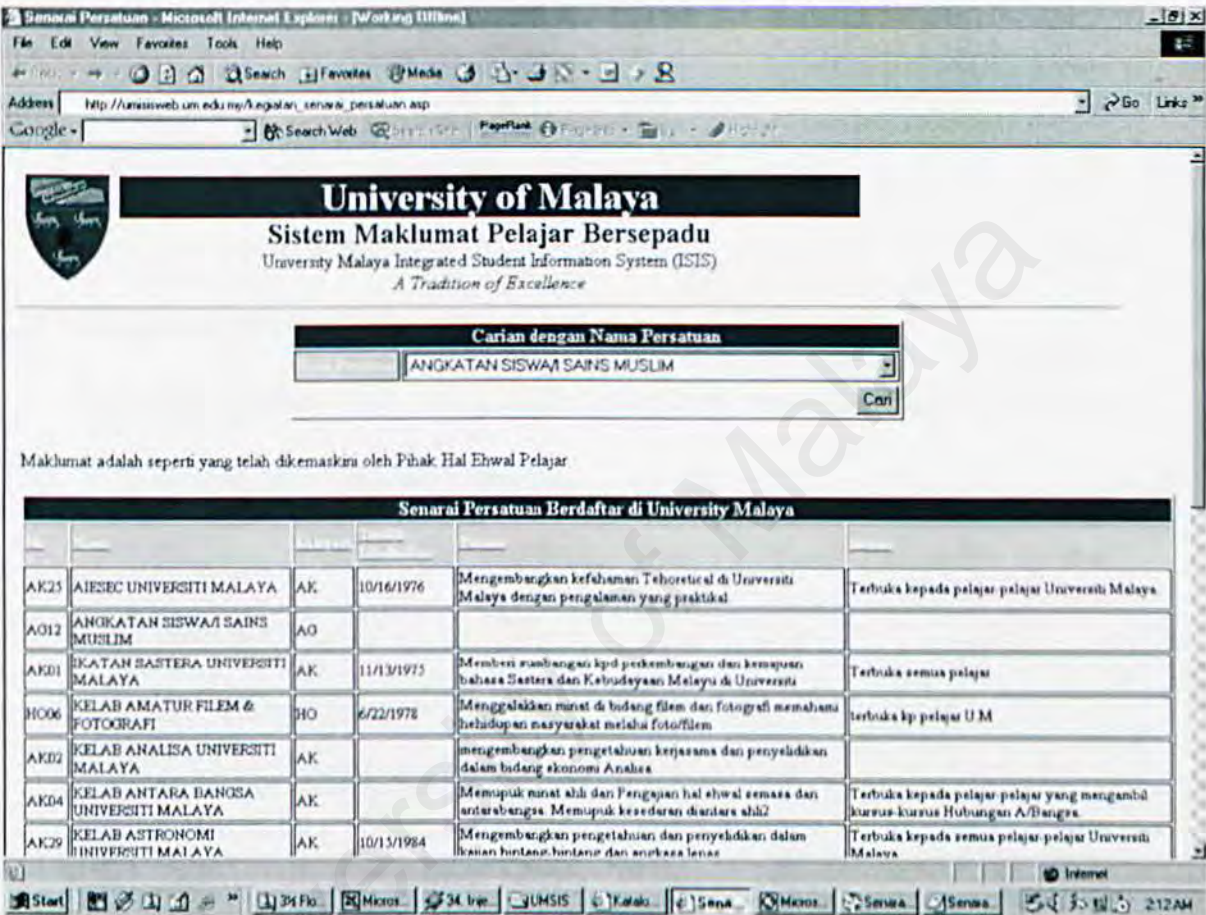 Senarai Persatuan - Microsoft Internet Explorer - [Working Offline]
File Edit View Favorites Tools Help
Search Favorites Media
Address http://umisisweb.um.edu.my/kegiatan_senarai_persatuan.asp Go Links »
Google Search Web PageRank
University of Malaya
Sistem Maklumat Pelajar Bersepadu
University Malaya Integrated Student Information System (ISIS)
A Tradition of Excellence
Carian dengan Nama Persatuan
ANGKATAN SISWA/I SAINS MUSLIM
Cari
Maklumat adalah seperti yang telah dikemaskini oleh Pihak Hal Ehwal Pelajar
Senarai Persatuan Berdaftar di University Malaya
AK25 AIESEC UNIVERSITI MALAYA AK 10/16/1976 Mengembangkan kefahaman Tehoretical di Universiti
Malaya dengan pengalaman yang praktikal Terbuka kepada pelajar-pelajar Universiti Malaya
AO12 ANGKATAN SISWA/I SAINS
MUSLIM AO
AK01 IKATAN SASTERA UNIVERSITI
MALAYA AK 11/13/1975 Memberi sumbangan kpd perkembangan dan kemajuan
bahasa Sastera dan Kebudayaan Melayu di Universiti Terbuka semua pelajar
HO06 KELAB AMATUR FILEM &
FOTOGRAFI HO 6/22/1978 Menggalakkan minat di bidang filem dan fotografi memahami
hehidupan masyarakat melalui foto/filem terbuka kp pelajar U.M
AK02 KELAB ANALISA UNIVERSITI
MALAYA AK mengembangkan pengetahuan kerjasama dan penyelidikan
dalam bidang ekonomi Analisa
AK04 KELAB ANTARA BANGSA
UNIVERSITI MALAYA AK Memupuk minat ahli dan Pengajian hal ehwal semasa dan
antarabangsa. Memupuk kesedaran diantara ahli2 Terbuka kepada pelajar-pelajar yang mengambil
kursus-kursus Hubungan A/Bangsa
AK29 KELAB ASTRONOMI
UNIVERSITI MALAYA AK 10/15/1984 Mengembangkan pengetahuan dan penyelidikan dalam
kajian bintang-bintang dan angkasa lepas Terbuka kepada semua pelajar-pelajar Universiti
Malaya
Internet
Start Micros... UMSIS Katalo... Sena... Micros... Senara... Senara... 2:12 AM
of Malaya